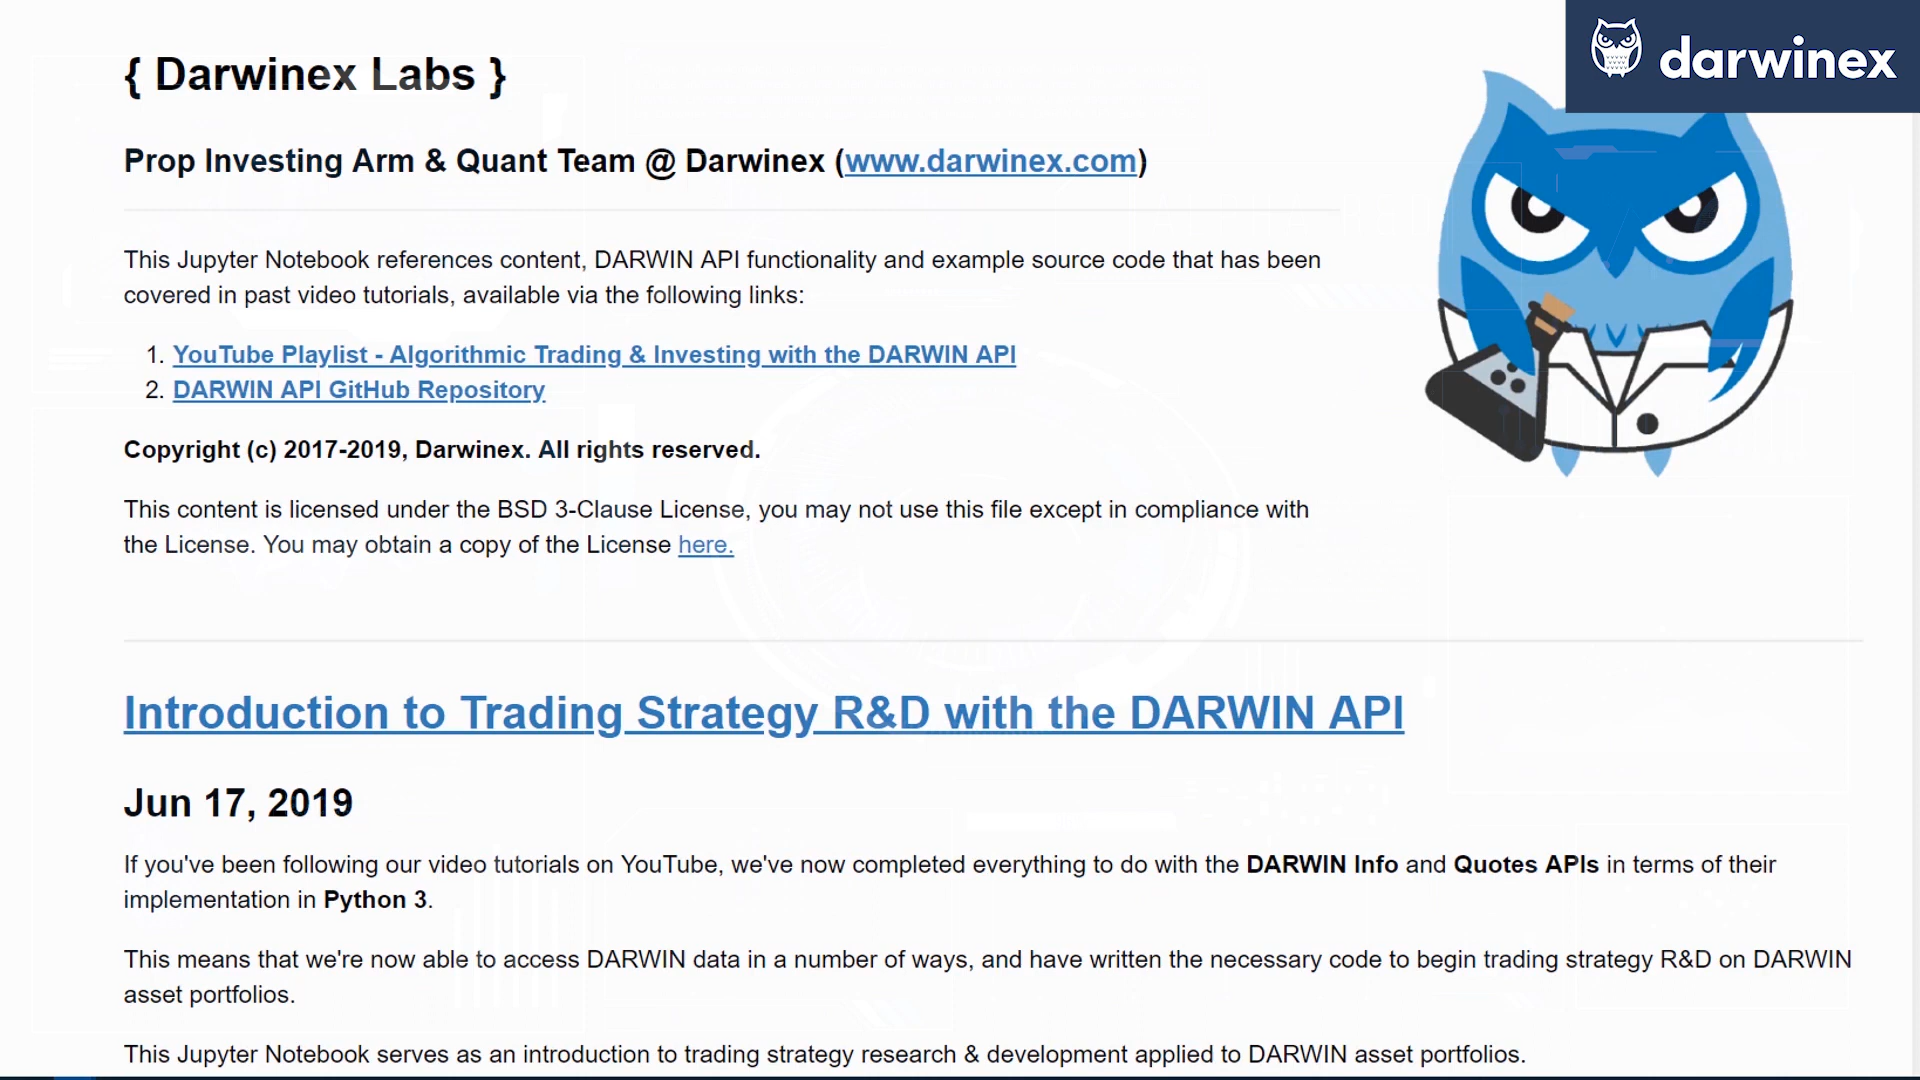 darwinex
{ Darwinex Labs }
Prop Investing Arm & Quant Team @ Darwinex (www.darwinex.com)
This Jupyter Notebook references content, DARWIN API functionality and example source code that has been
covered in past video tutorials, available via the following links:
1. YouTube Playlist - Algorithmic Trading & Investing with the DARWIN API
2. DARWIN API GitHub Repository
Copyright (c) 2017-2019, Darwinex. All rights reserved.
This content is licensed under the BSD 3-Clause License, you may not use this file except in compliance with
the License. You may obtain a copy of the License here.
Introduction to Trading Strategy R&D with the DARWIN API
Jun 17, 2019
If you've been following our video tutorials on YouTube, we've now completed everything to do with the DARWIN Info and Quotes APIs in terms of their
implementation in Python 3.
This means that we're now able to access DARWIN data in a number of ways, and have written the necessary code to begin trading strategy R&D on DARWIN
asset portfolios.
This Jupyter Notebook serves as an introduction to trading strategy research & development applied to DARWIN asset portfolios.